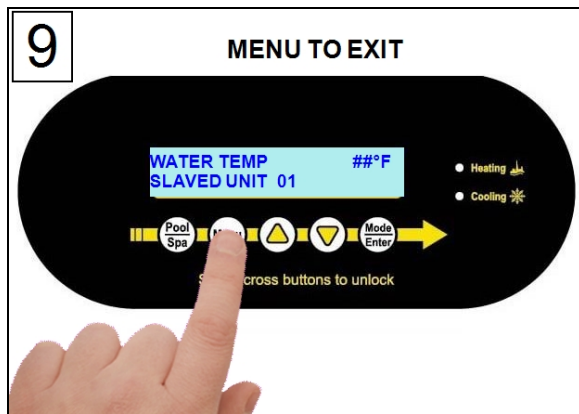 9
MENU TO EXIT
WATER TEMP ##°F
SLAVED UNIT 01
Heating
Cooling
Pool
Spa
Mode
Enter
cross buttons to unlock